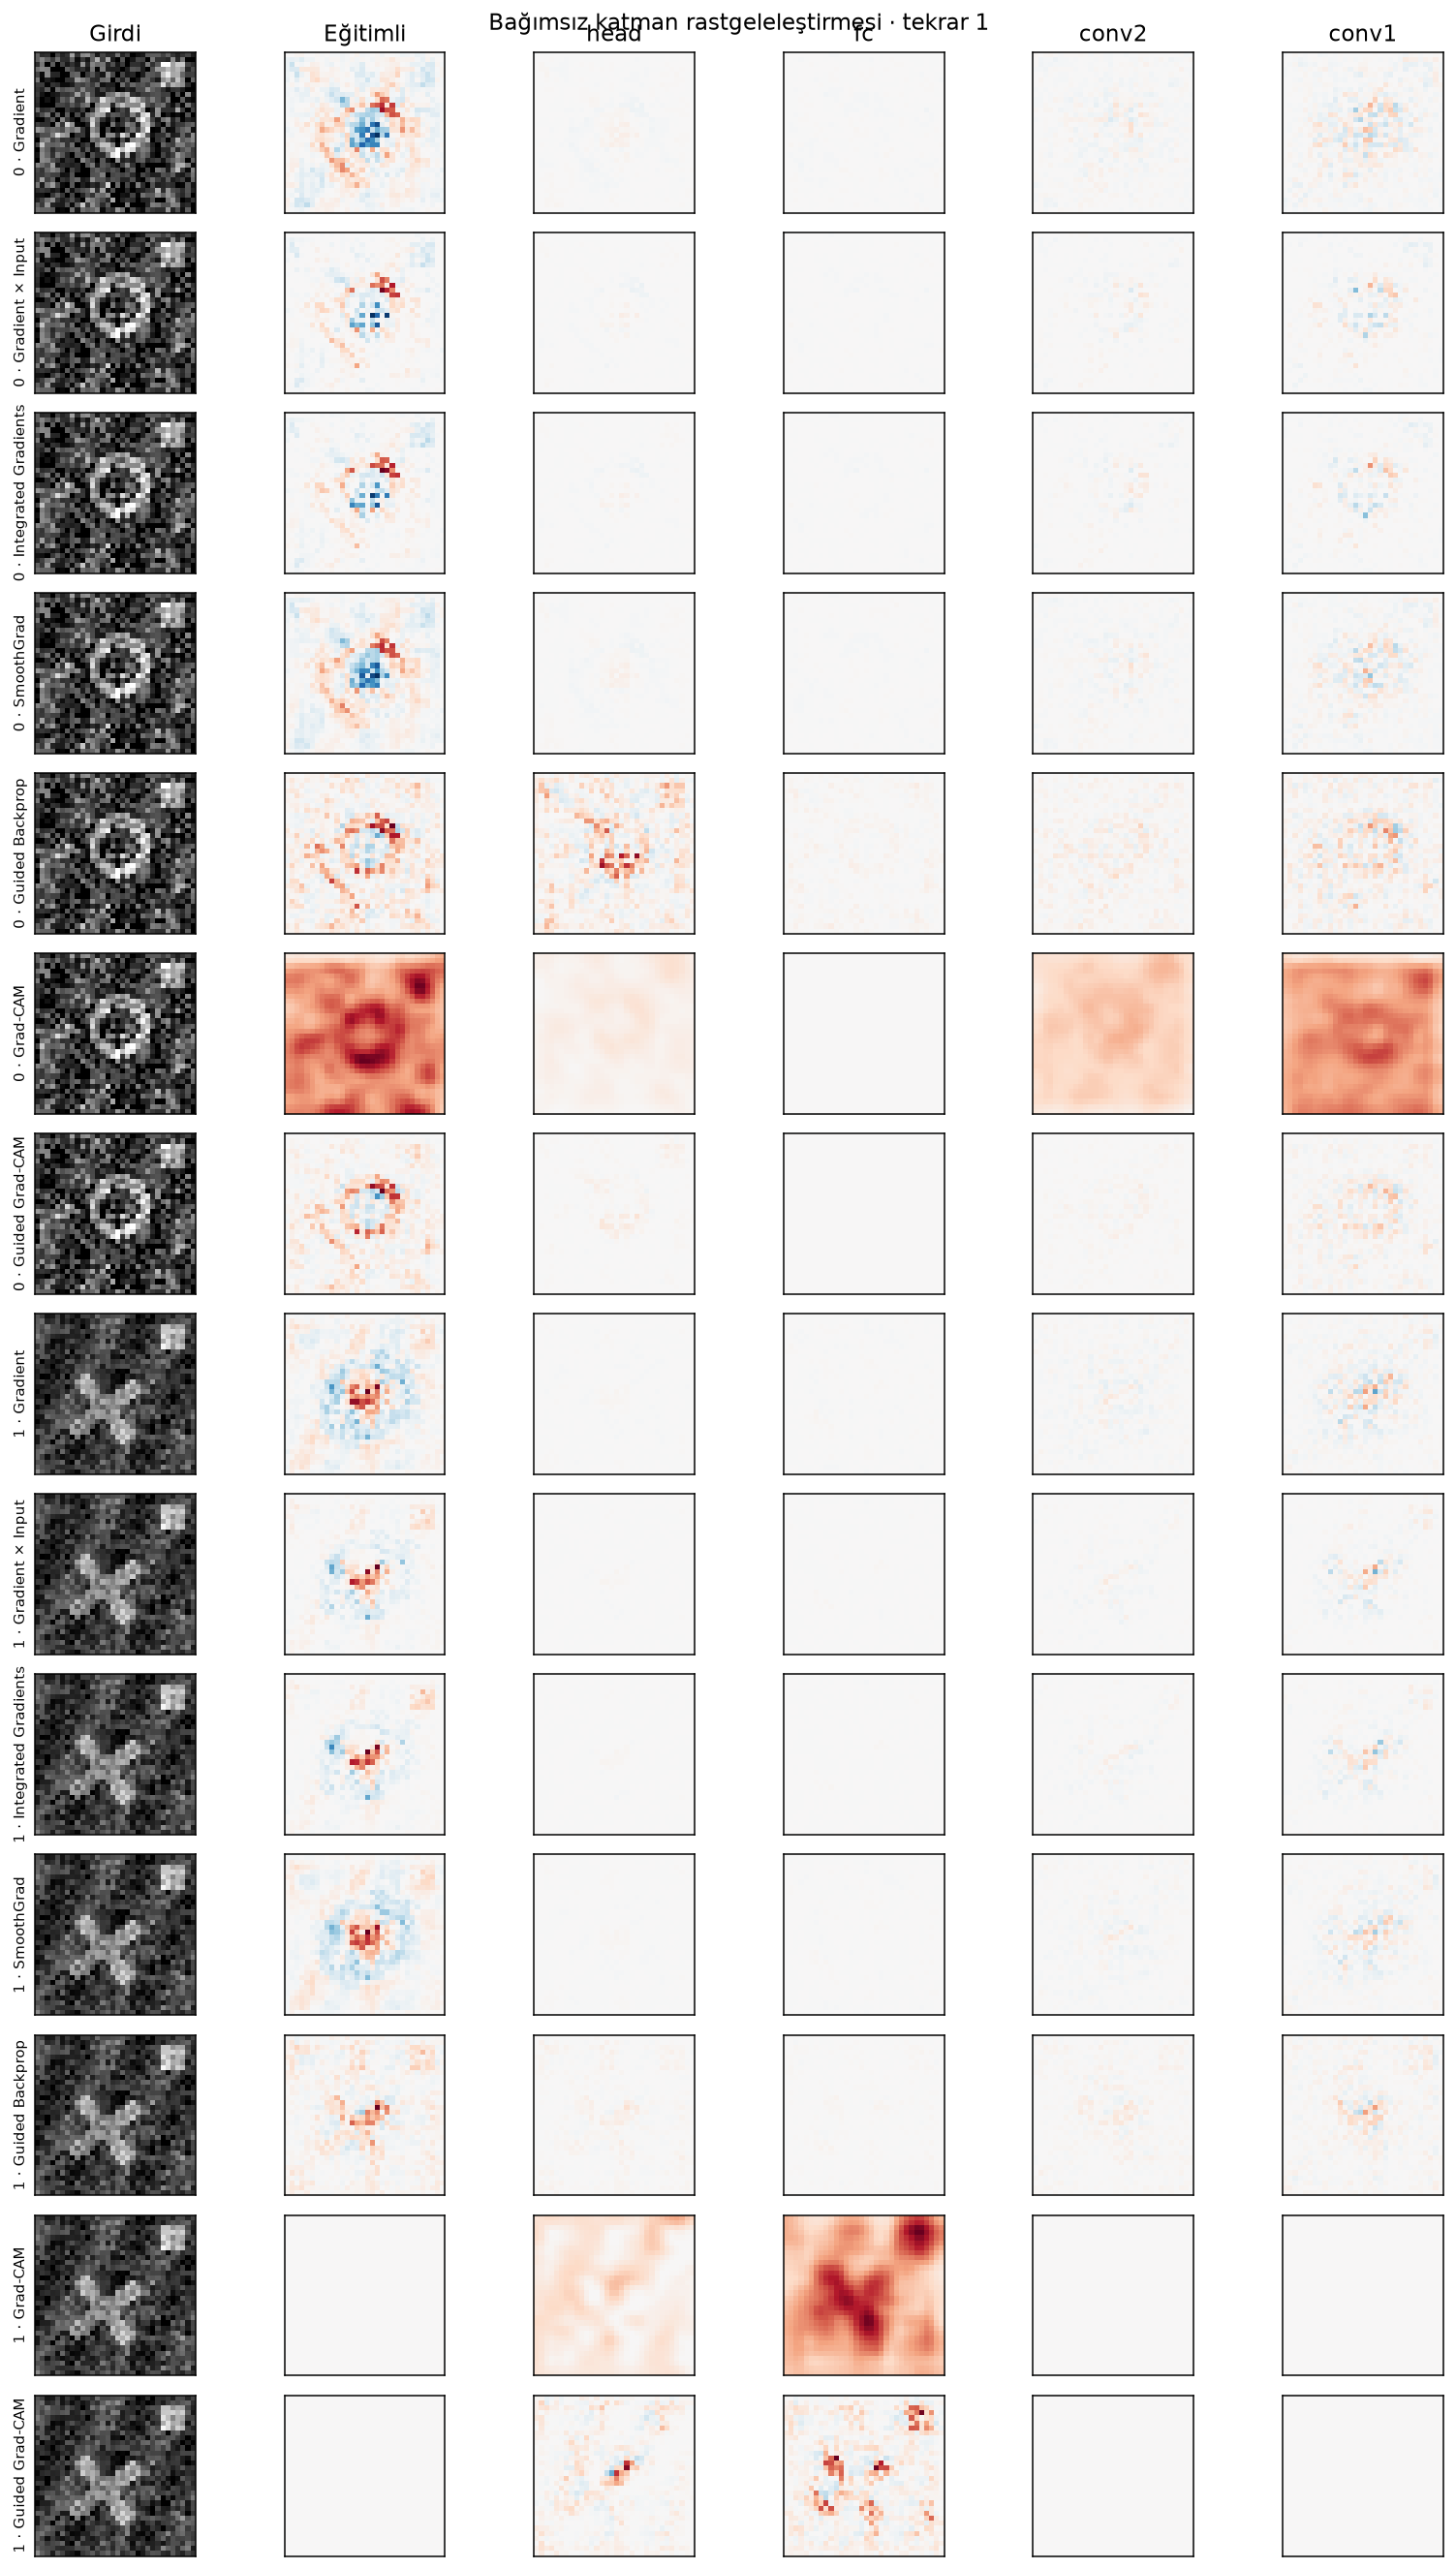 Bağımsız katman rastgeleleştirmesi · tekrar 1
Girdi Eğitimli head fc conv2 conv1
0 · Gradient
0 · Gradient × Input
0 · Integrated Gradients
0 · SmoothGrad
0 · Guided Backprop
0 · Grad-CAM
0 · Guided Grad-CAM
1 · Gradient
1 · Gradient × Input
1 · Integrated Gradients
1 · SmoothGrad
1 · Guided Backprop
1 · Grad-CAM
1 · Guided Grad-CAM